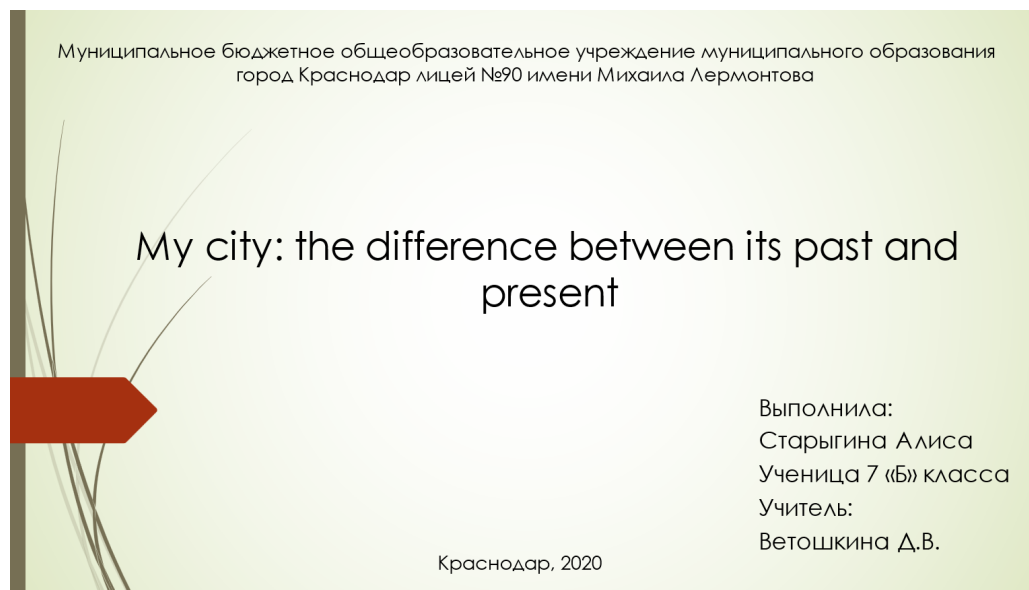 Муниципальное бюджетное общеобразовательное учреждение муниципального образования
город Краснодар лицей №90 имени Михаила Лермонтова
My city: the difference between its past and
present
Выполнила:
Старыгина Алиса
Ученица 7 «Б» класса
Учитель:
Ветошкина Д.В.
Краснодар, 2020